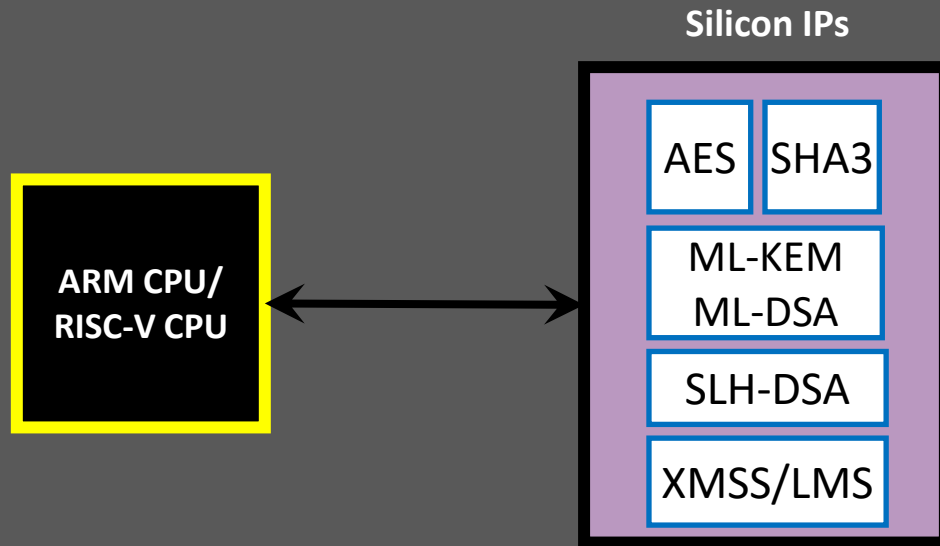 Silicon IPs
AES
SHA3
ML-KEM
ML-DSA
SLH-DSA
XMSS/LMS
ARM CPU/
RISC-V CPU